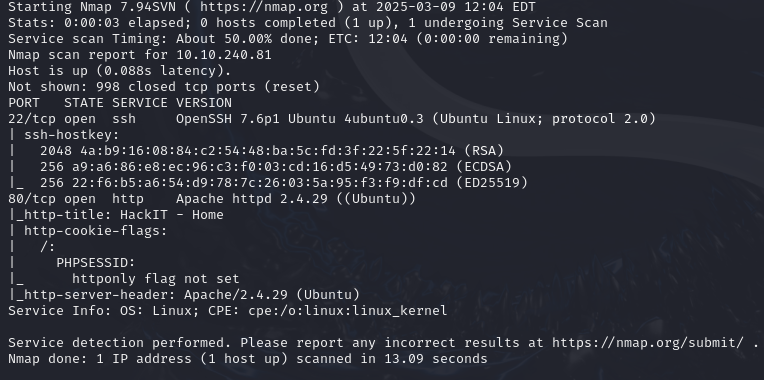 Starting Nmap 7.94SVN ( https://nmap.org ) at 2025-03-09 12:04 EDT
Stats: 0:00:03 elapsed; 0 hosts completed (1 up), 1 undergoing Service Scan
Service scan Timing: About 50.00% done; ETC: 12:04 (0:00:00 remaining)
Nmap scan report for 10.10.240.81
Host is up (0.088s latency).
Not shown: 998 closed tcp ports (reset)
PORT   STATE SERVICE VERSION
22/tcp open  ssh     OpenSSH 7.6p1 Ubuntu 4ubuntu0.3 (Ubuntu Linux; protocol 2.0)
| ssh-hostkey:
|   2048 4a:b9:16:08:84:c2:54:48:ba:5c:fd:3f:22:5f:22:14 (RSA)
|   256 a9:a6:86:e8:ec:96:c3:f0:03:cd:16:d5:49:73:d0:82 (ECDSA)
|_  256 22:f6:b5:a6:54:d9:78:7c:26:03:5a:95:f3:f9:df:cd (ED25519)
80/tcp open  http    Apache httpd 2.4.29 ((Ubuntu))
|_http-title: HackIT - Home
| http-cookie-flags:
|   /:
|     PHPSESSID:
|_      httponly flag not set
|_http-server-header: Apache/2.4.29 (Ubuntu)
Service Info: OS: Linux; CPE: cpe:/o:linux:linux_kernel

Service detection performed. Please report any incorrect results at https://nmap.org/submit/ .
Nmap done: 1 IP address (1 host up) scanned in 13.09 seconds